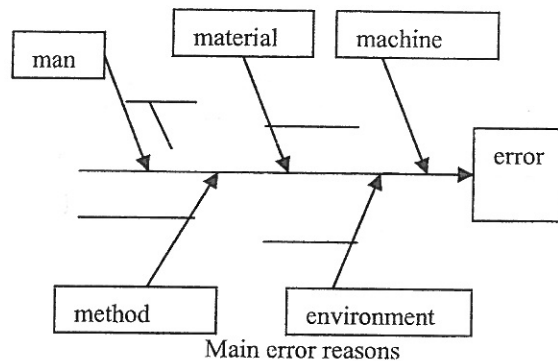 man
material
machine
error
method
environment
Main error reasons